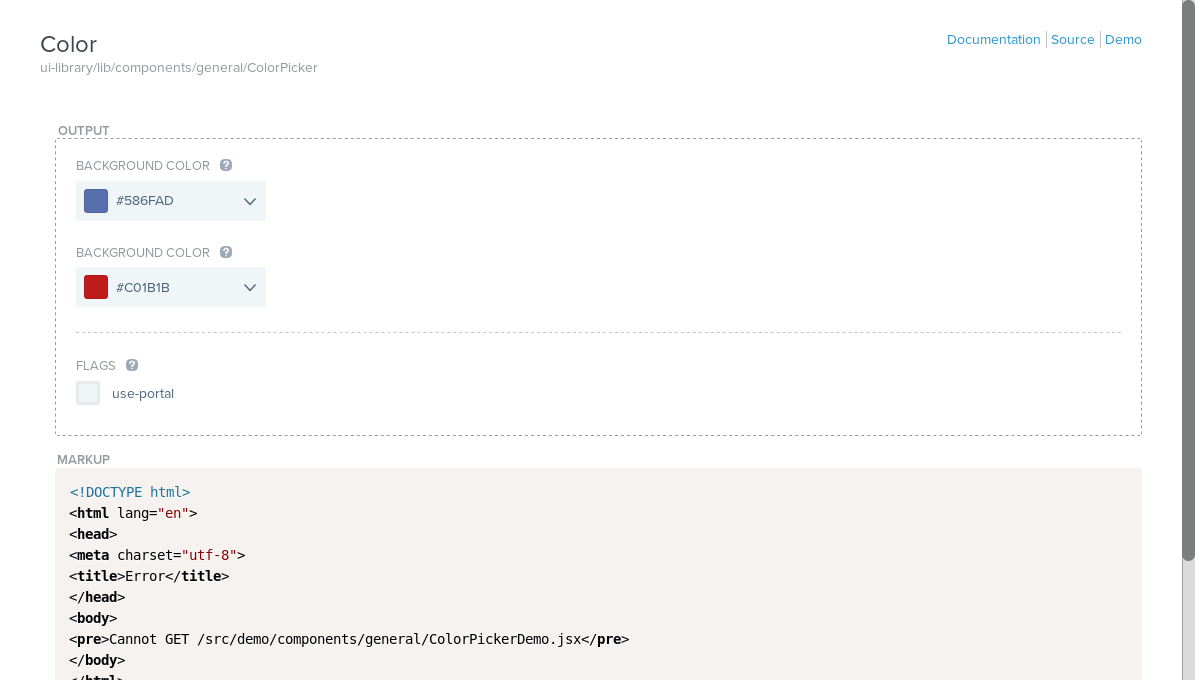 Color
Documentation
Source
Demo
ui-library/lib/components/general/ColorPicker
OUTPUT
BACKGROUND COLOR ?
#586FAD
BACKGROUND COLOR ?
#C01B1B
FLAGS ?
use-portal
MARKUP
<!DOCTYPE html>
<html lang="en">
<head>
<meta charset="utf-8">
<title>Error</title>
</head>
<body>
<pre>Cannot GET /src/demo/components/general/ColorPickerDemo.jsx</pre>
</body>
</html>